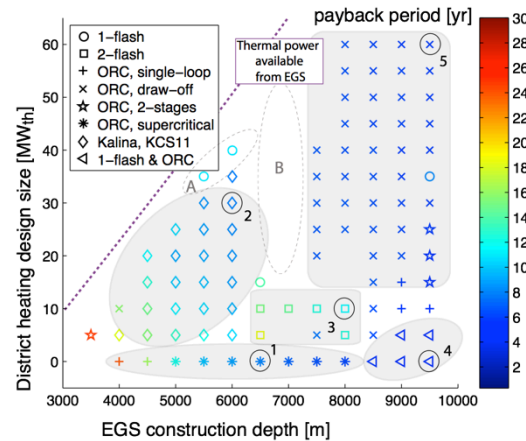 payback period [yr]
1-flash
2-flash
ORC, single-loop
ORC, draw-off
ORC, 2-stages
ORC, supercritical
Kalina, KCS11
1-flash & ORC
Thermal power
available
from EGS
A
B
1
2
3
4
5
District heating design size [MWth]
60
50
40
30
20
10
0
3000 4000 5000 6000 7000 8000 9000 10000
EGS construction depth [m]
30
28
26
24
22
20
18
16
14
12
10
8
6
4
2